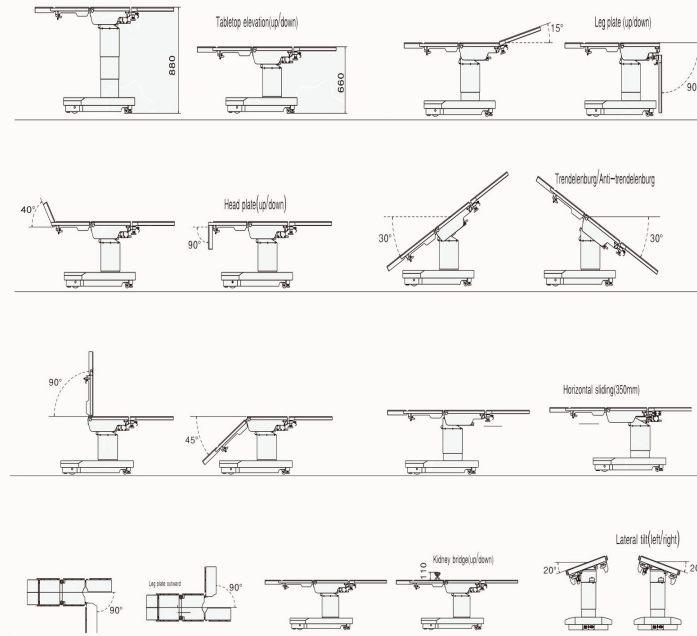 Tabletop elevation(up/down)
880
660
15°
Leg plate (up/down)
90
40°
Head plate(up/down)
90°
30°
Trendelenburg/Anti-trendelenburg
30°
90°
45°
Horizontal sliding(350mm)
90°
Leg plate outward
90°
Kidney bridge(up/down)
110
Lateral tilt(left/right)
20°
20